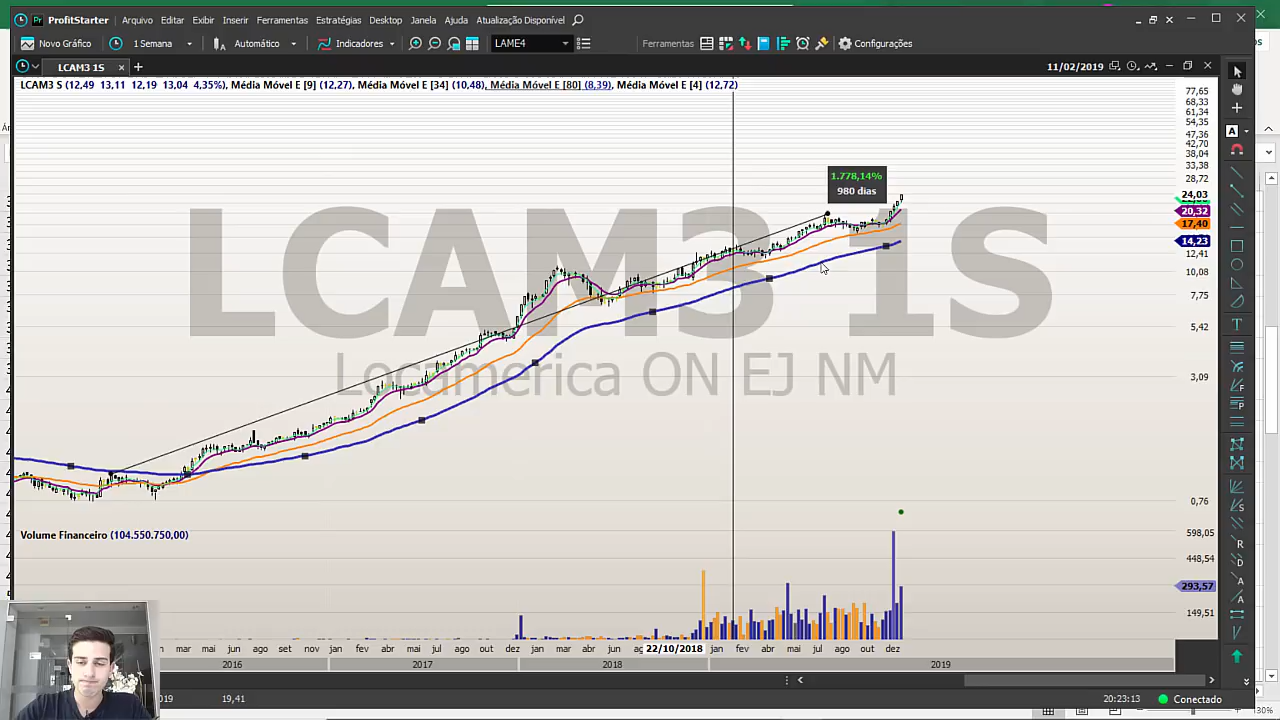 ProfitStarter Arquivo Editar Exibir Inserir Ferramentas Estratégias Desktop Janela Ajuda Atualização Disponível
Novo Gráfico 1 Semana Automático Indicadores LAME4 Ferramentas Configurações
LCAM3 1S 11/02/2019
LCAM3 S (12,49 13,11 12,19 13,04 4,35%), Média Móvel E [9] (12,27), Média Móvel E [34] (10,48), Média Móvel E [80] (8,39), Média Móvel E [4] (12,72)
77,65
68,33
61,34
54,35
47,36
42,70
38,04
33,38
28,72
24,03
20,32
17,40
14,23
12,41
10,08
7,75
5,42
3,09
0,76
1.778,14%
980 dias
LCAM3 1S
Locamerica ON EJ NM
Volume Financeiro (104.550.750,00)
598,05
448,54
293,57
149,51
mar mai jul ago set nov jan fev abr mai jul ago out dez jan mar abr jun 22/10/2018 jan fev abr mai jul ago out dez
2016 2017 2018 2019
19,41 20:23:13 Conectado